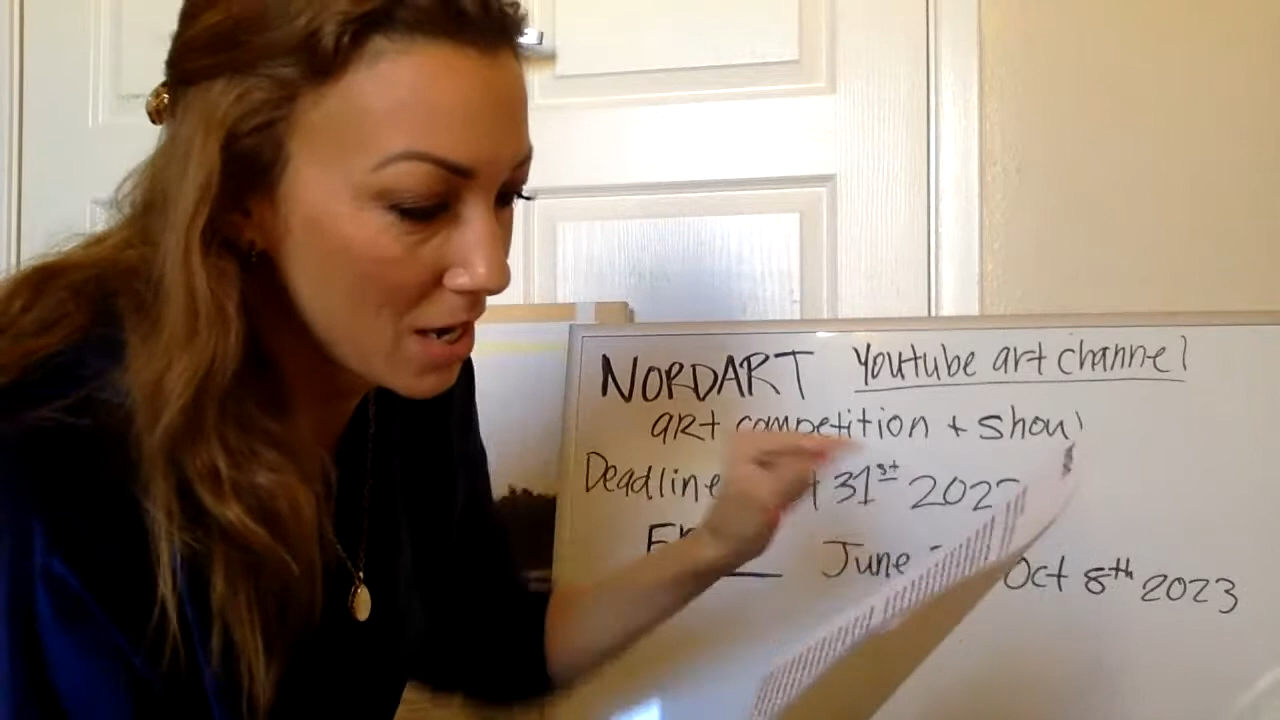 NORDART Youtube art channel
art competition + show
Deadline 31st
June Oct 8th 2023